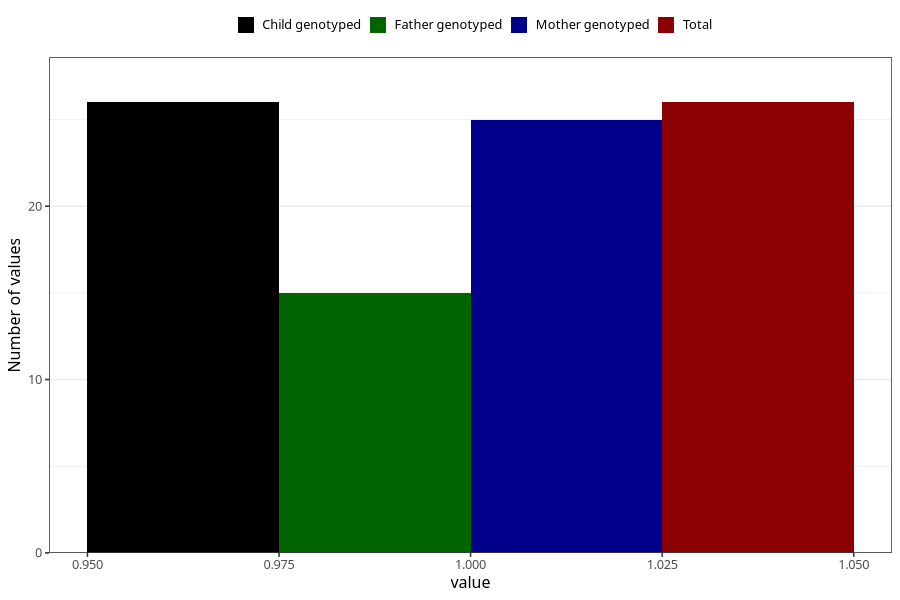 Child genotyped Father genotyped Mother genotyped Total
Number of values
20
10
0
0.950 0.975 1.000 1.025 1.050
value